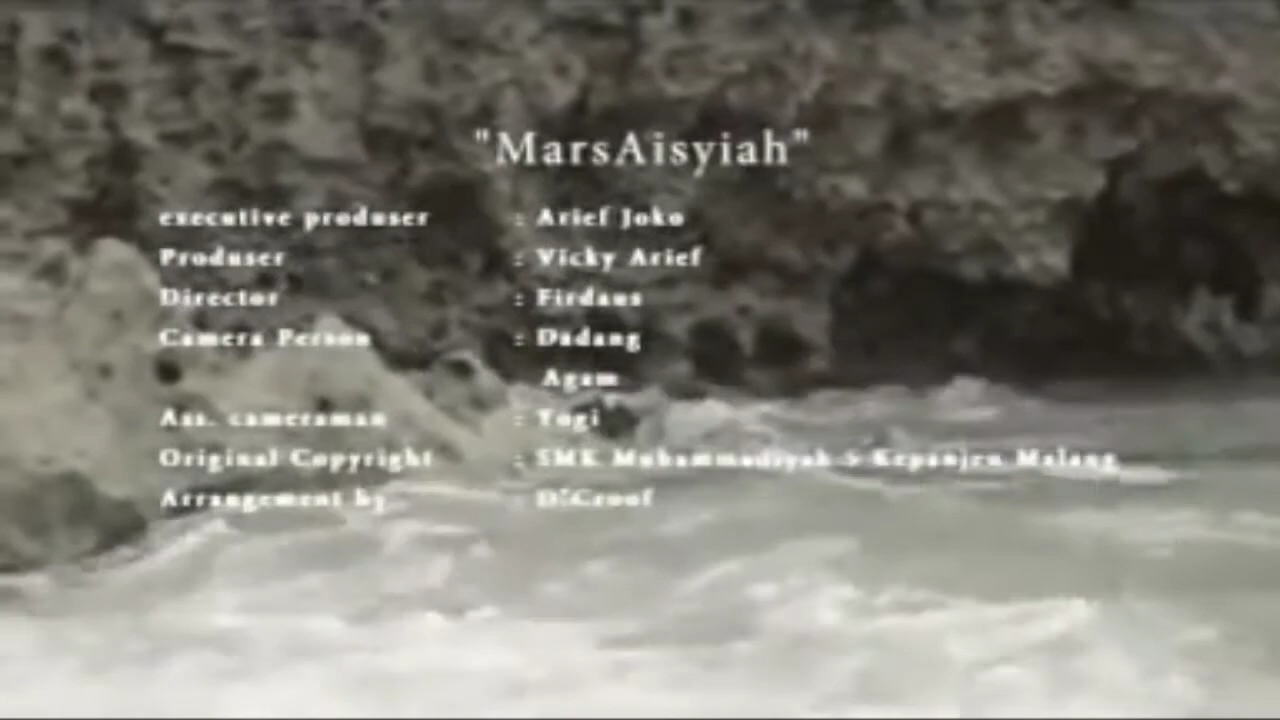 "MarsAisyiah"
executive produser : Arief Joko
Produser : Vicky Arief
Director : Firdaus
Camera Person : Dadang
Agam
Ass. cameraman : Yogi
Original Copyright : SMK Muhammadiyah 5 Kepanjen Malang
Arrangement by :